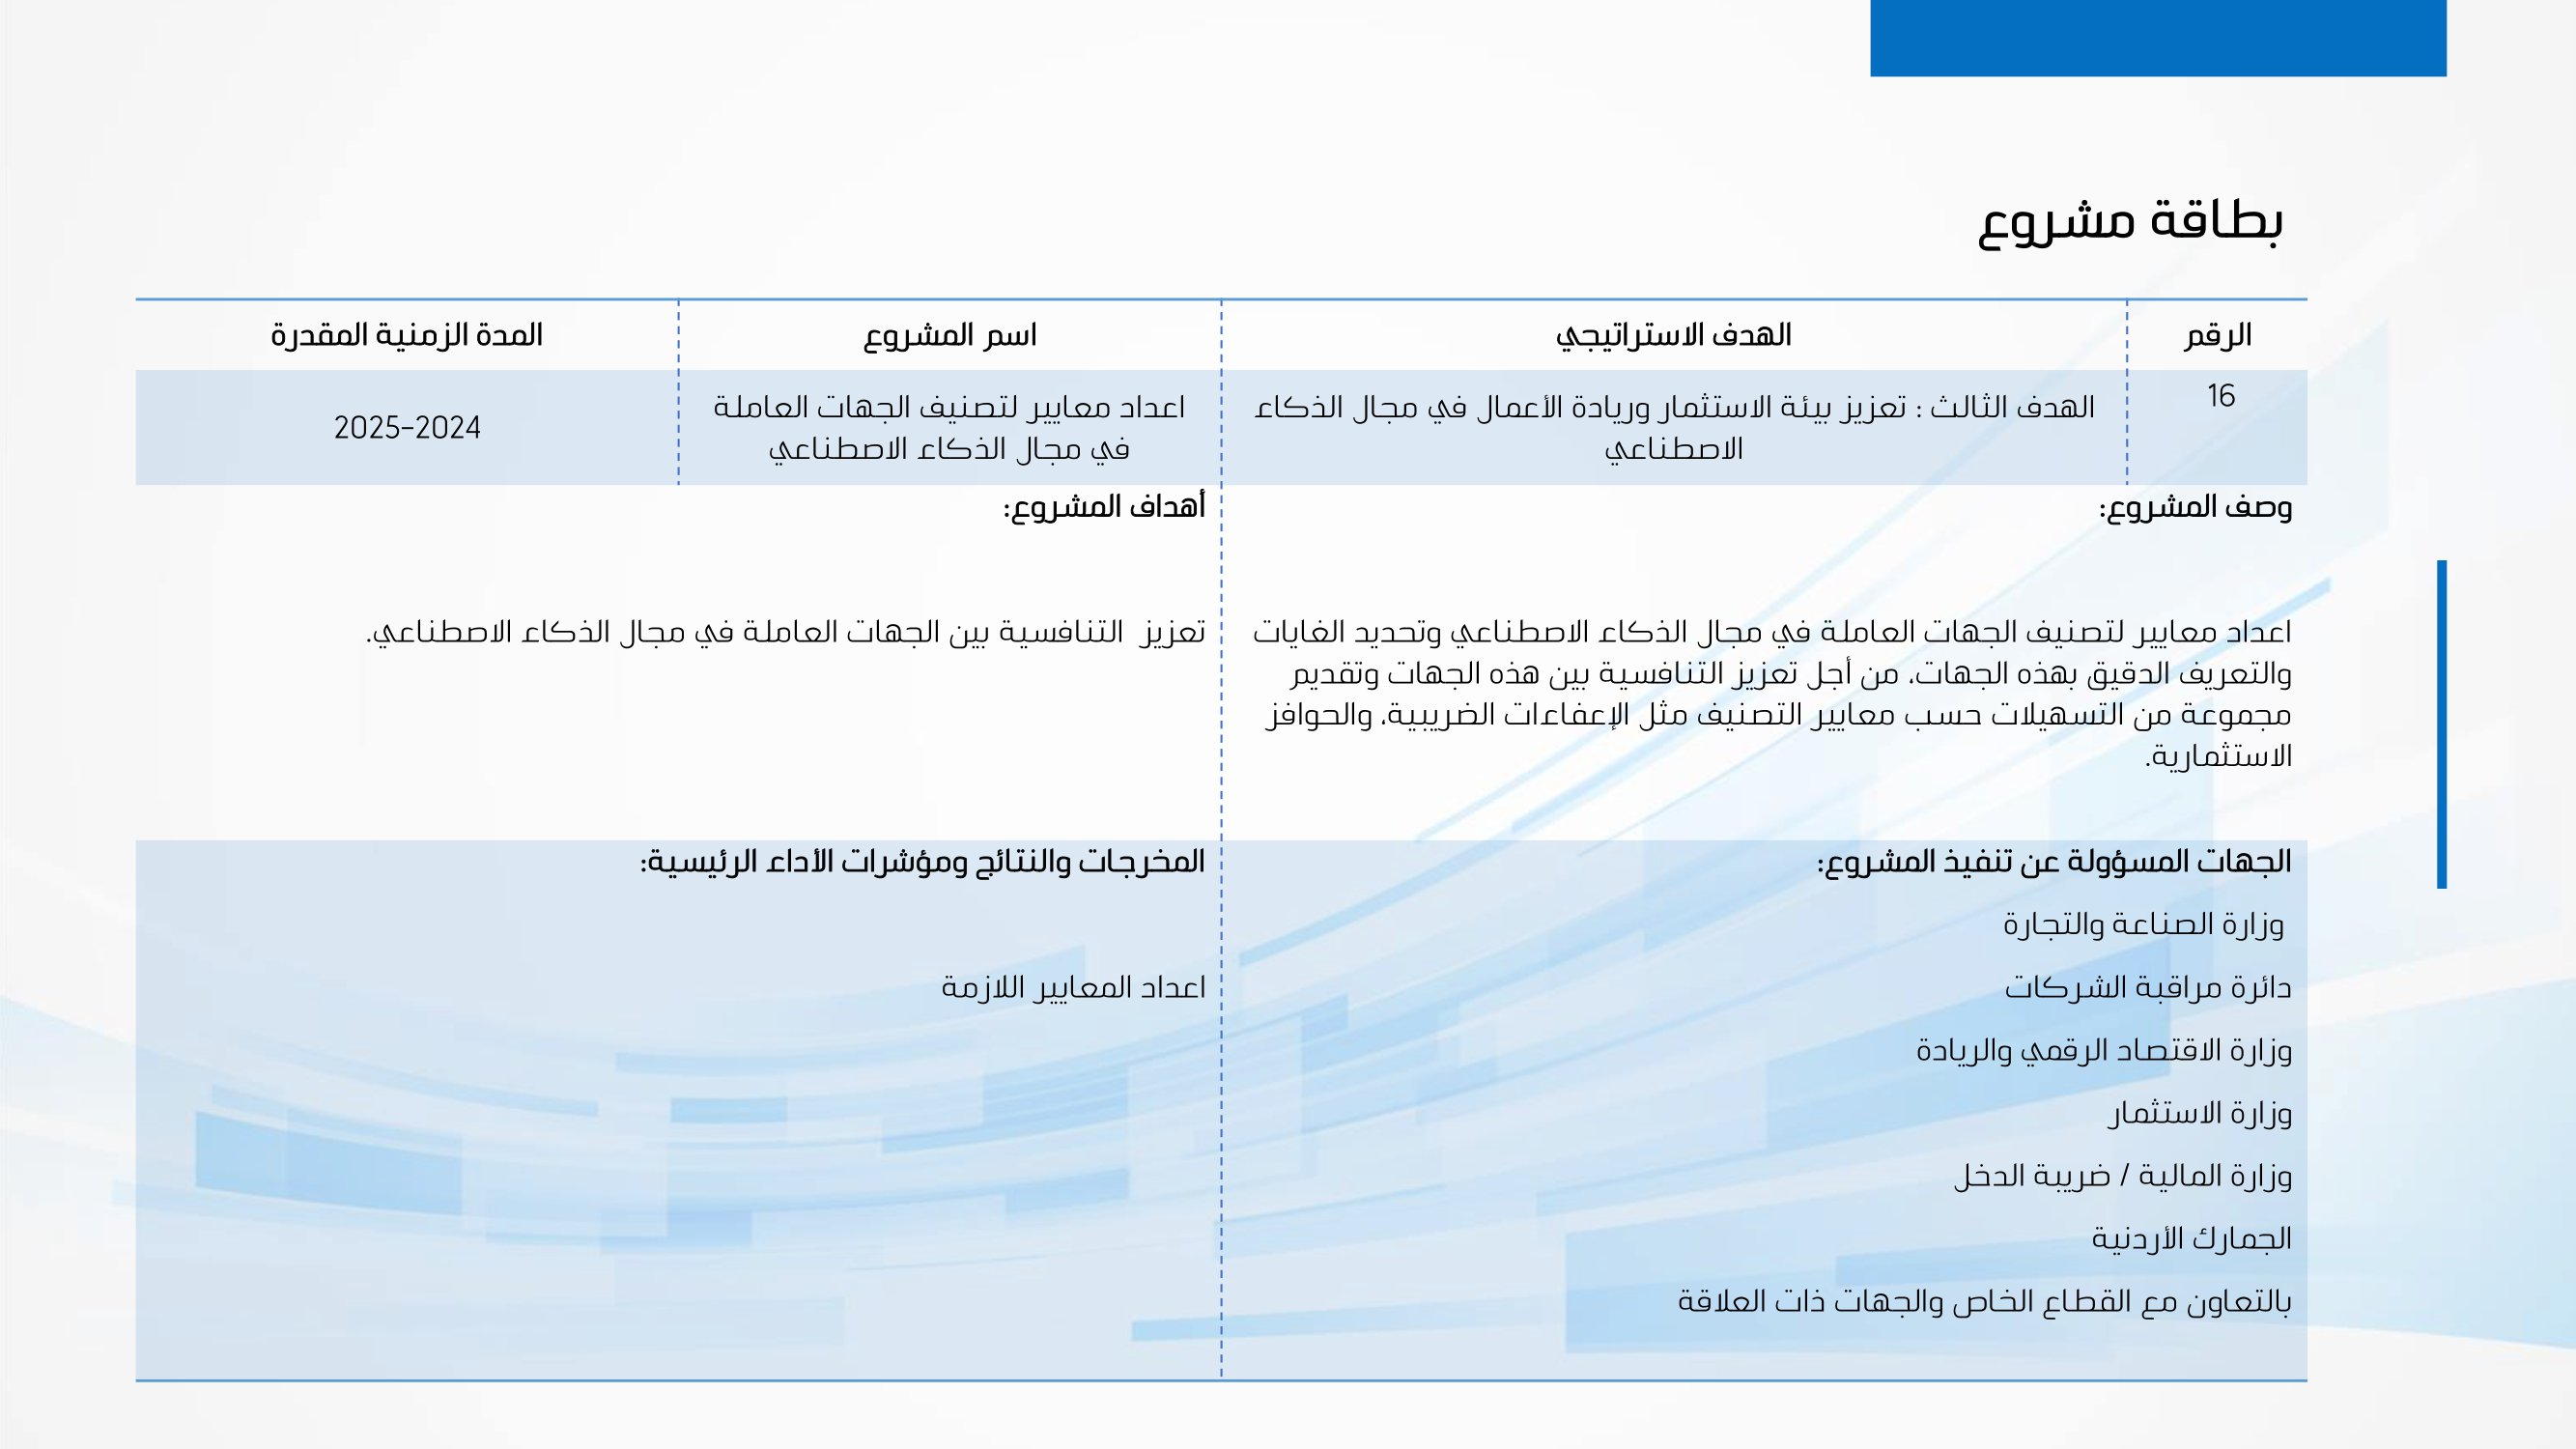 بطاقة مشروع
الرقم
الهدف الاستراتيجي
اسم المشروع
المدة الزمنية المقدرة
16
الهدف الثالث : تعزيز بيئة الاستثمار وريادة الأعمال في مجال الذكاء
الاصطناعي
اعداد معايير لتصنيف الجهات العاملة
في مجال الذكاء الاصطناعي
2024-2025
وصف المشروع:
اعداد معايير لتصنيف الجهات العاملة في مجال الذكاء الاصطناعي وتحديد الغايات
والتعريف الدقيق بهذه الجهات، من أجل تعزيز التنافسية بين هذه الجهات وتقديم
مجموعة من التسهيلات حسب معايير التصنيف مثل الإعفاءات الضريبية، والحوافز
الاستثمارية.
أهداف المشروع:
تعزيز  التنافسية بين الجهات العاملة في مجال الذكاء الاصطناعي.
الجهات المسؤولة عن تنفيذ المشروع:
وزارة الصناعة والتجارة
دائرة مراقبة الشركات
وزارة الاقتصاد الرقمي والريادة
وزارة الاستثمار
وزارة المالية / ضريبة الدخل
الجمارك الأردنية
بالتعاون مع القطاع الخاص والجهات ذات العلاقة
المخرجات والنتائج ومؤشرات الأداء الرئيسية:
اعداد المعايير اللازمة